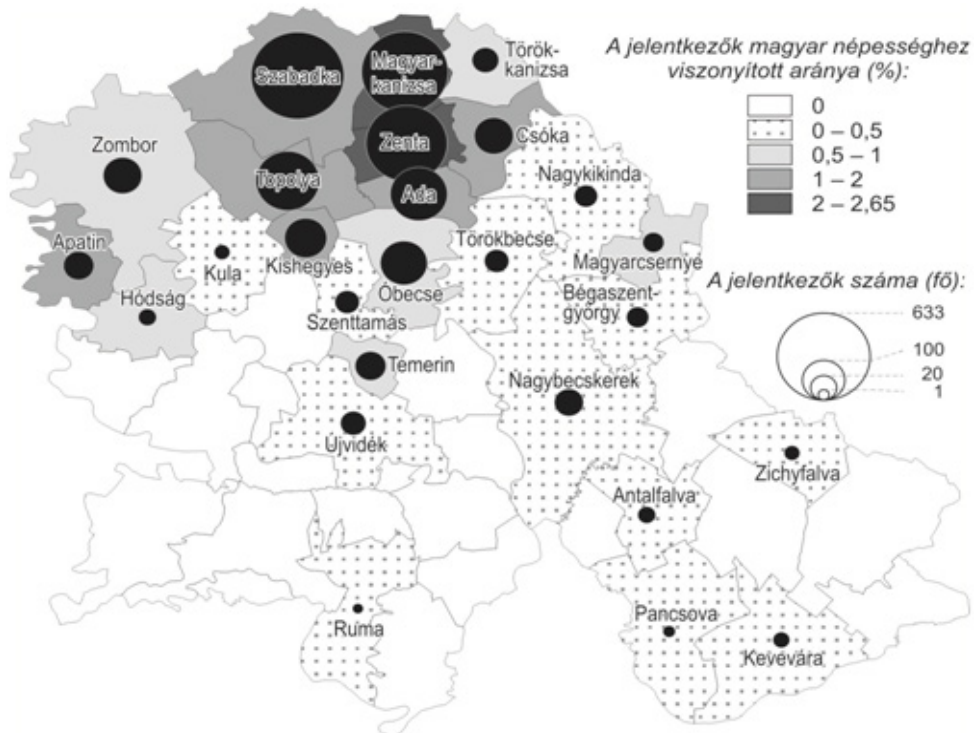 A jelentkezők magyar népességhez
viszonyított aránya (%):
0
0 – 0,5
0,5 – 1
1 – 2
2 – 2,65
A jelentkezők száma (fő):
633
100
20
1
Szabadka
Magyar-
kanizsa
Török-
kanizsa
Zombor
Zenta
Csóka
Topolya
Ada
Nagykikinda
Apatin
Kula
Kishegyes
Törökbecse
Magyarcsernye
Hódság
Óbecse
Szenttamás
Bégaszent-
györgy
Temerin
Nagybecskerek
Újvidék
Zichyfalva
Antalfalva
Ruma
Pancsova
Kevevára